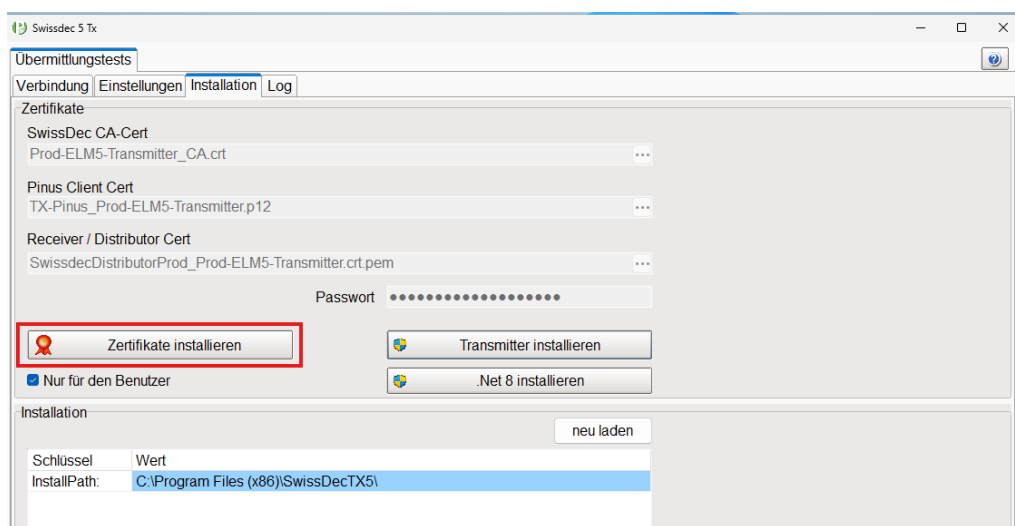 Swissdec 5 Tx
Übermittlungstests
Verbindung Einstellungen Installation Log
Zertifikate
SwissDec CA-Cert
Prod-ELM5-Transmitter_CA.crt
Pinus Client Cert
TX-Pinus_Prod-ELM5-Transmitter.p12
Receiver / Distributor Cert
SwissdecDistributorProd_Prod-ELM5-Transmitter.crt.pem
Passwort ●●●●●●●●●●●●●●●●●●●
Zertifikate installieren Transmitter installieren
Nur für den Benutzer .Net 8 installieren
Installation
neu laden
Schlüssel Wert
InstallPath: C:\Program Files (x86)\SwissDecTX5\